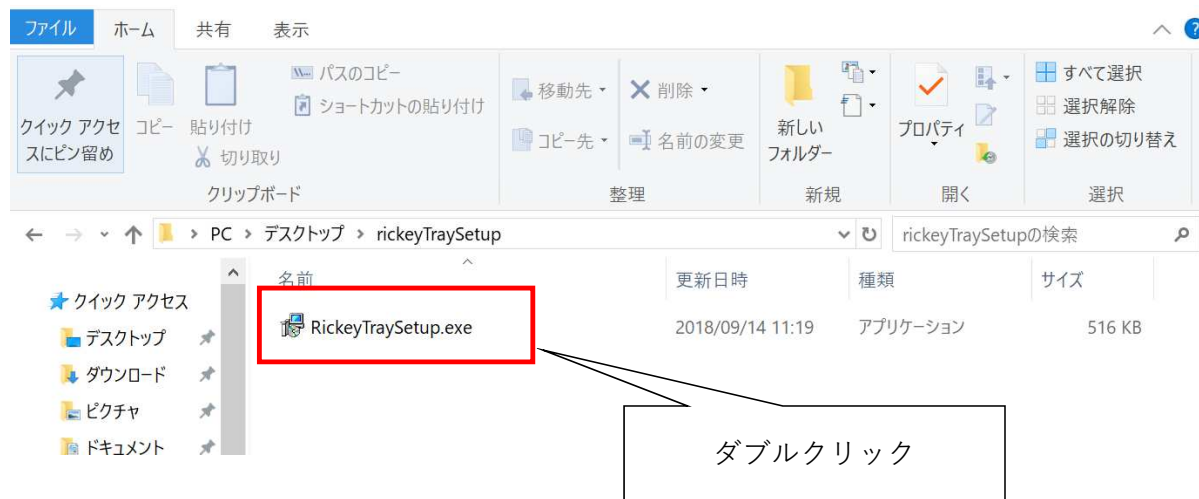 ファイル ホーム 共有 表示
クイック アクセスにピン留め
コピー
貼り付け
パスのコピー
ショートカットの貼り付け
切り取り
移動先
コピー先
削除
名前の変更
新しい
フォルダー
プロパティ
すべて選択
選択解除
選択の切り替え
クリップボード 整理 新規 開く 選択
PC > デスクトップ > rickeyTraySetup
rickeyTraySetupの検索
名前 更新日時 種類 サイズ
クイック アクセス
デスクトップ
ダウンロード
ピクチャ
ドキュメント
RickeyTraySetup.exe 2018/09/14 11:19 アプリケーション 516 KB
ダブルクリック